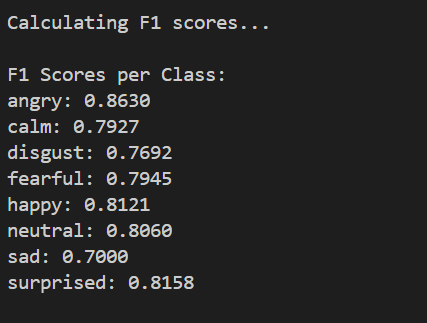 Calculating F1 scores...
F1 Scores per Class:
angry: 0.8630
calm: 0.7927
disgust: 0.7692
fearful: 0.7945
happy: 0.8121
neutral: 0.8060
sad: 0.7000
surprised: 0.8158